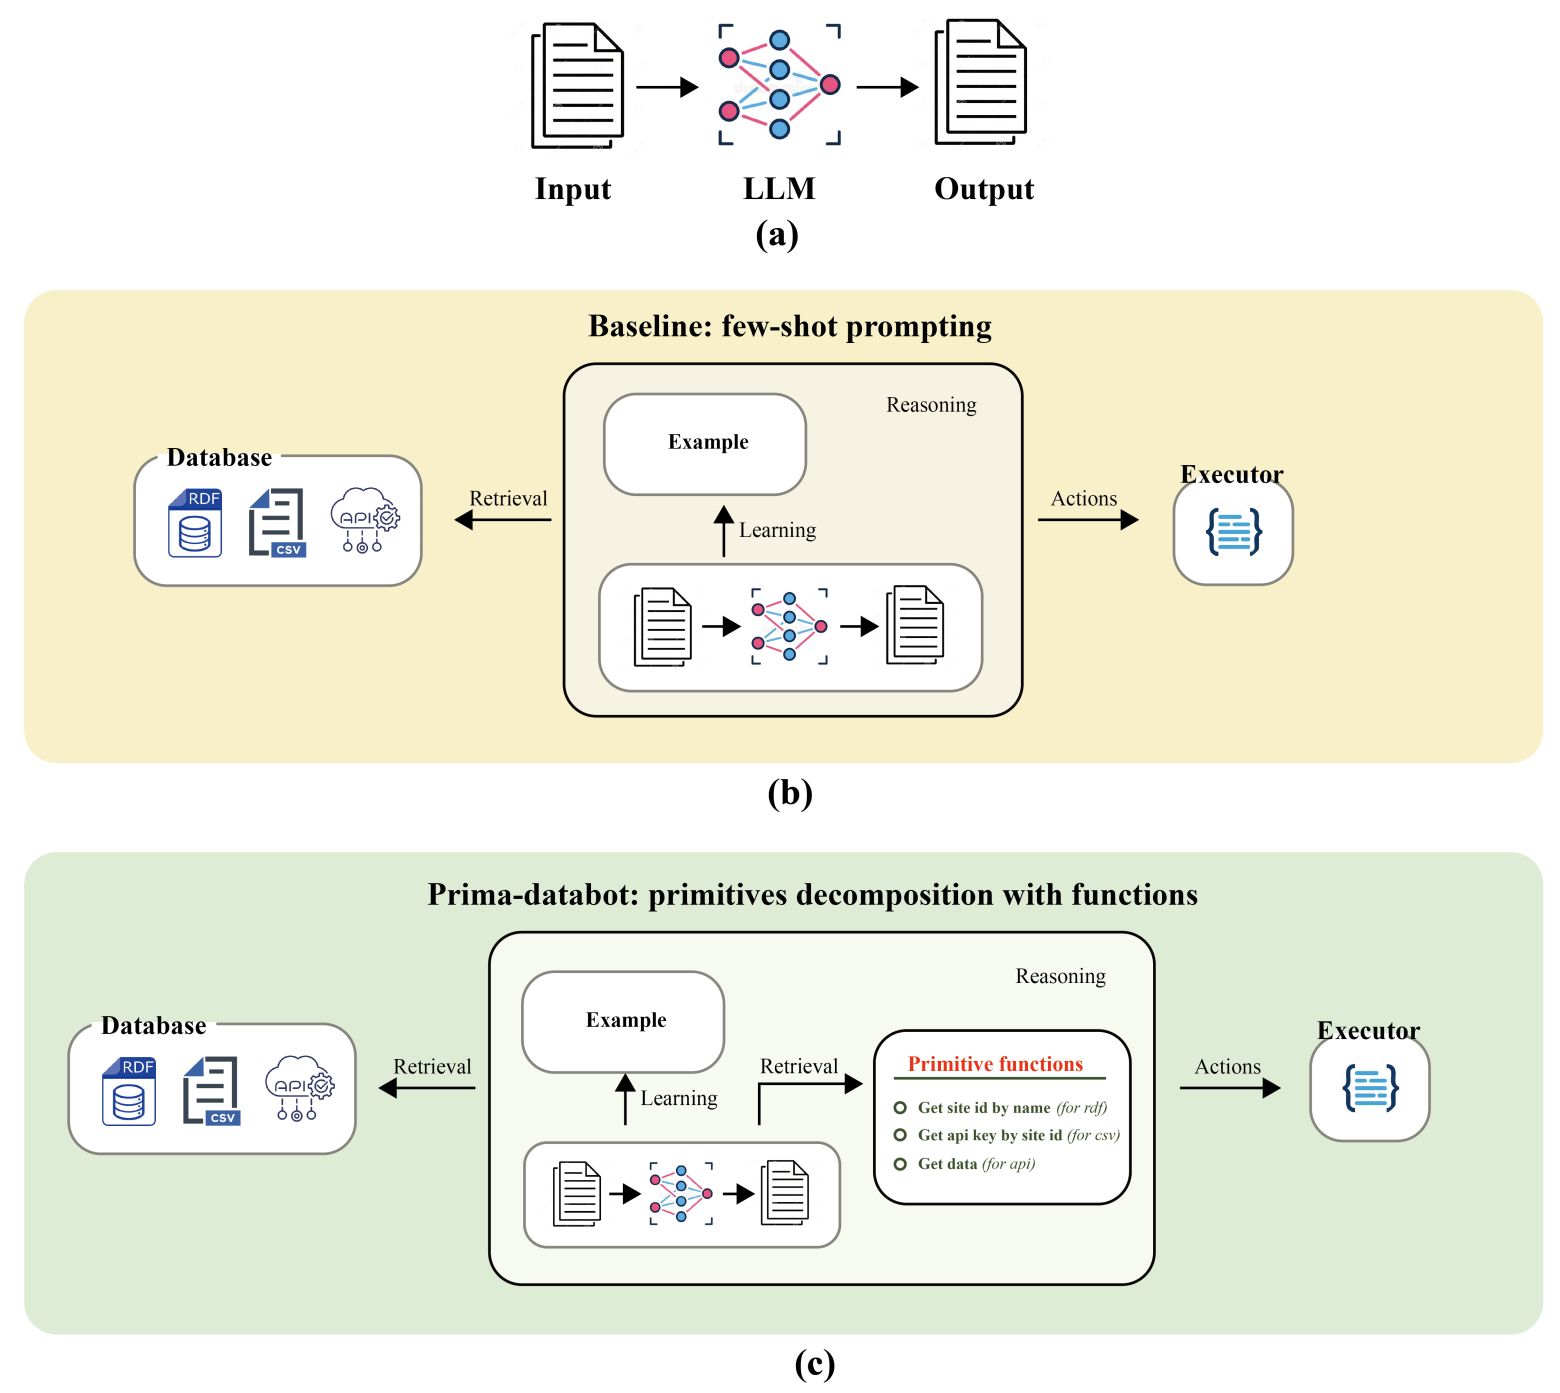 Input
LLM
Output
(a)
Baseline: few-shot prompting
Reasoning
Example
Database
Executor
RDF
API
CSV
Retrieval
Actions
Learning
(b)
Prima-databot: primitives decomposition with functions
Reasoning
Example
Database
Executor
RDF
API
CSV
Retrieval
Learning
Retrieval
Primitive functions
Get site id by name (for rdf)
Get api key by site id (for csv)
Get data (for api)
Actions
(c)